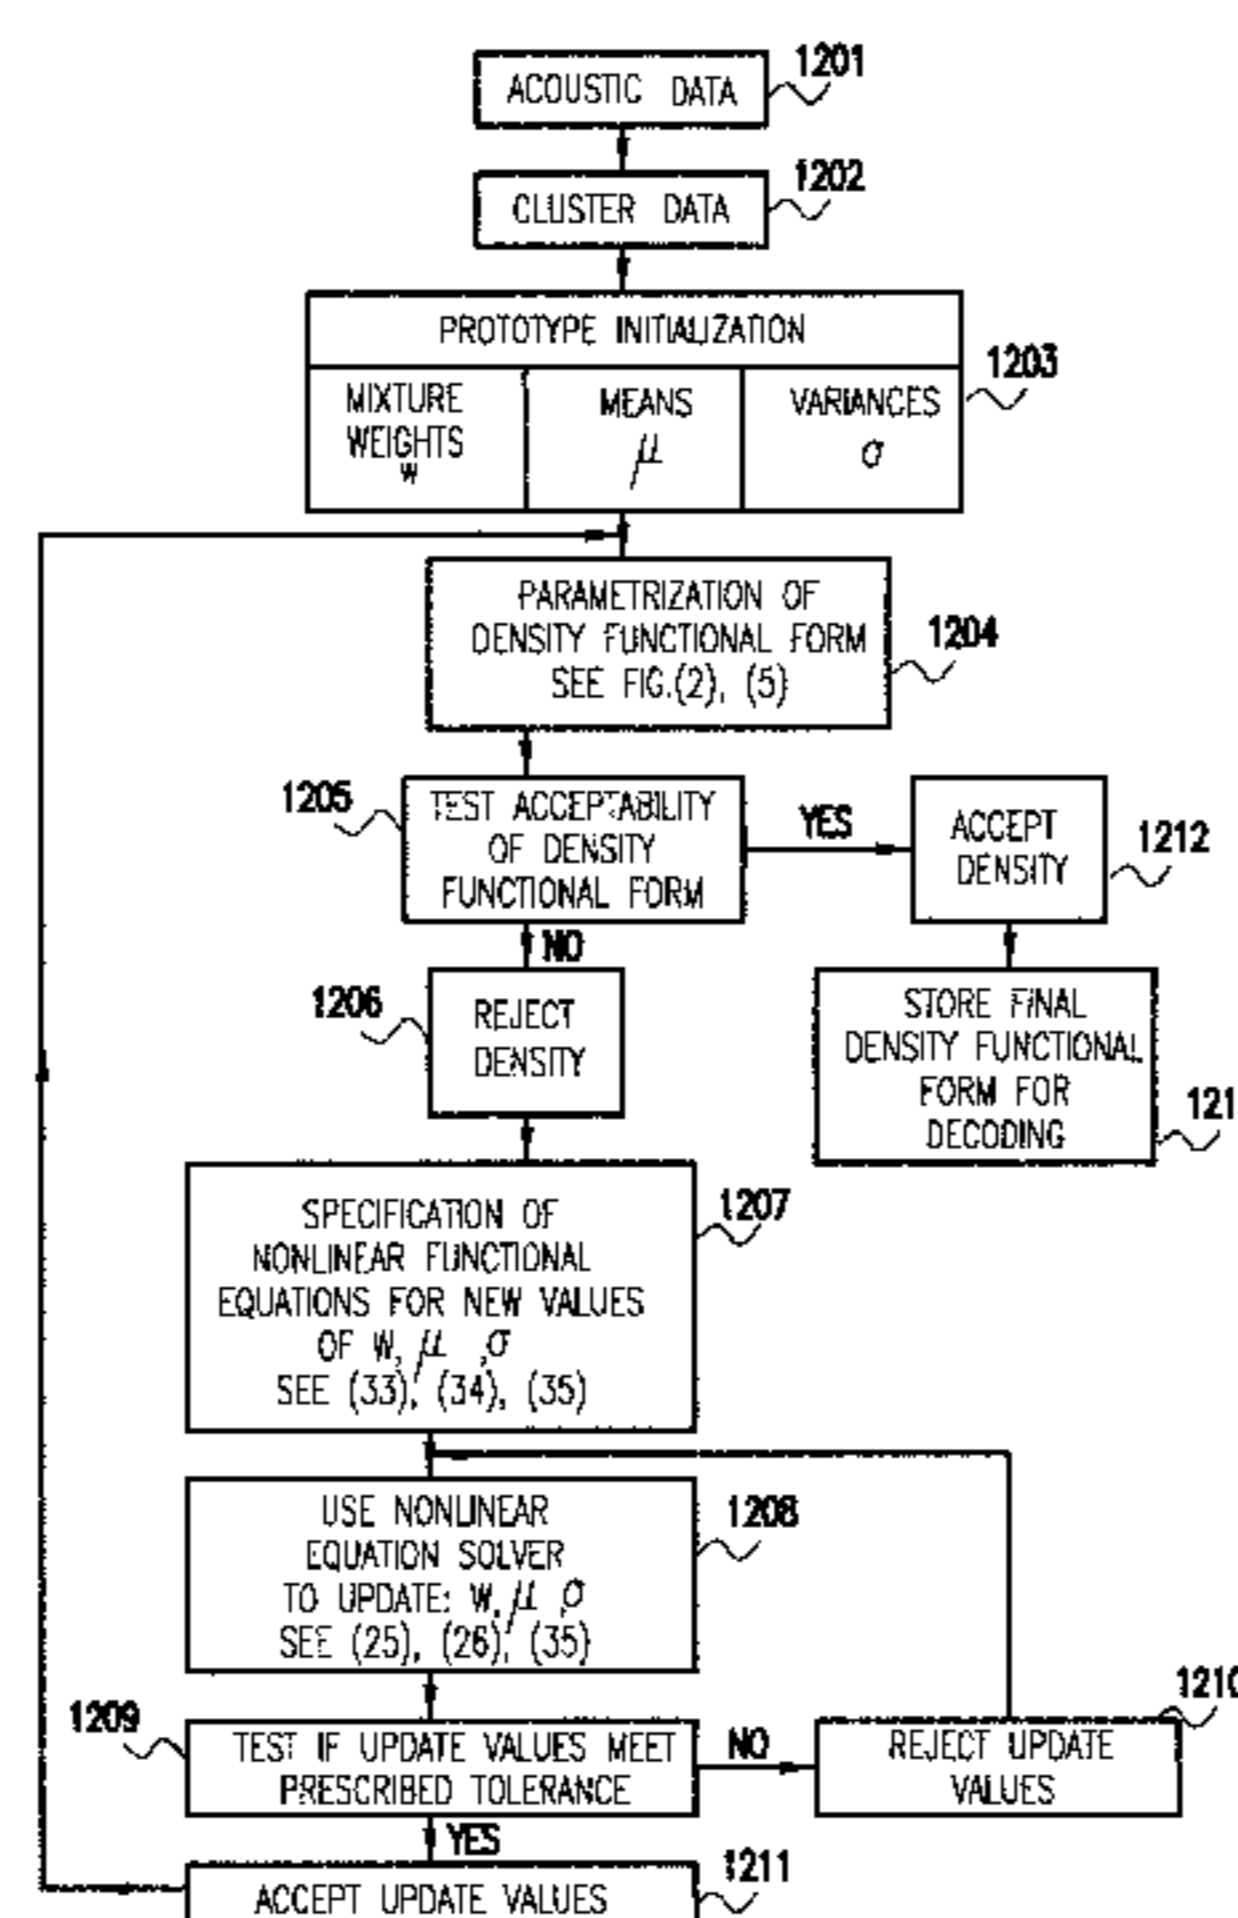 1201
ACOUSTIC DATA
1202
CLUSTER DATA
PROTOTYPE INITIALIZATION
1203
MIXTURE
WEIGHTS
W
MEANS
μ
VARIANCES
σ
PARAMETRIZATION OF
DENSITY FUNCTIONAL FORM
SEE FIG.(2), (5)
1204
1205
TEST ACCEPTABILITY
OF DENSITY
FUNCTIONAL FORM
YES
ACCEPT
DENSITY
1212
NO
1206
REJECT
DENSITY
STORE FINAL
DENSITY FUNCTIONAL
FORM FOR
DECODING
121
SPECIFICATION OF
NONLINEAR FUNCTIONAL
EQUATIONS FOR NEW VALUES
OF W, μ ,σ
SEE (33), (34), (35)
1207
USE NONLINEAR
EQUATION SOLVER
TO UPDATE: W, μ ,σ
SEE (25), (26), (35)
1208
1209
TEST IF UPDATE VALUES MEET
PRESCRIBED TOLERANCE
NO
1210
REJECT UPDATE
VALUES
YES
1211
ACCEPT UPDATE VALUES